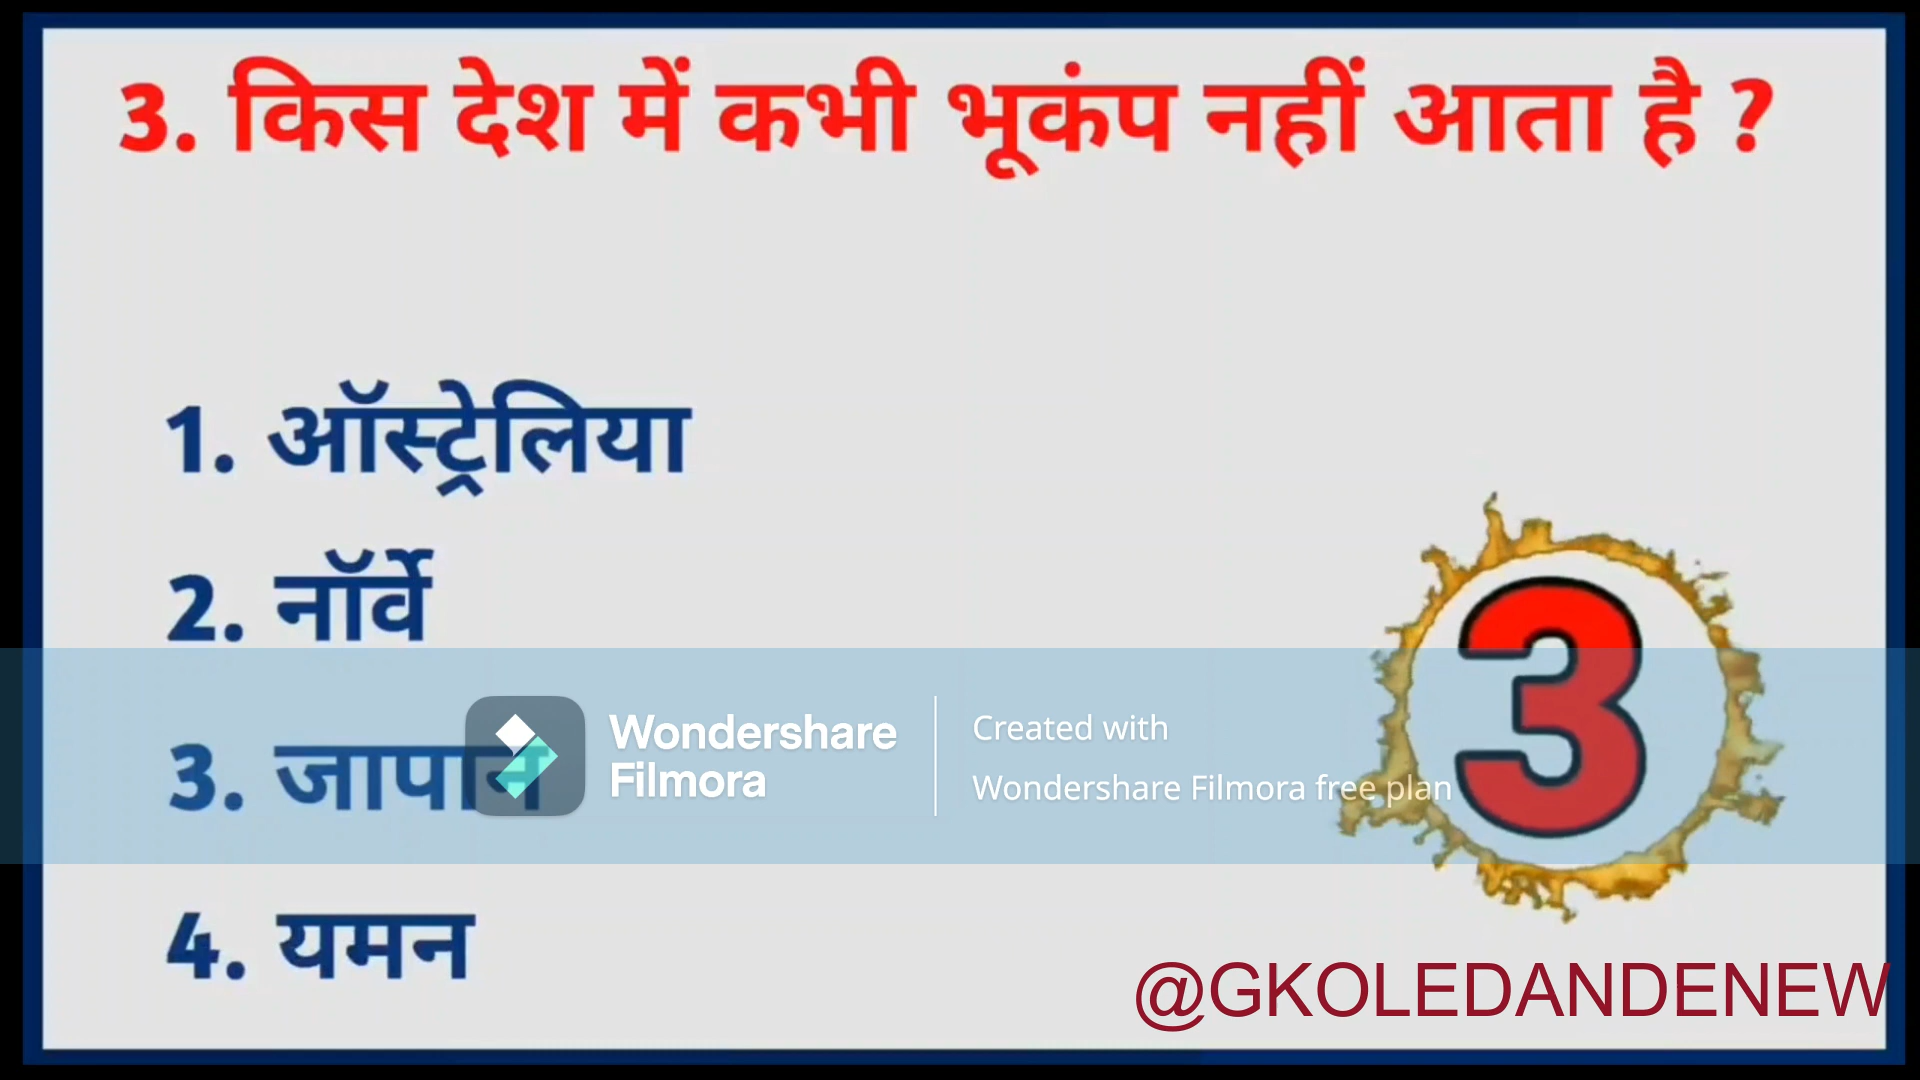 3. किस देश में कभी भूकंप नहीं आता है ?
1. ऑस्ट्रेलिया
2. नॉर्वे
3. जापान
4. यमन
3
Wondershare
Filmora
Created with
Wondershare Filmora free plan
@GKOLEDANDENEW